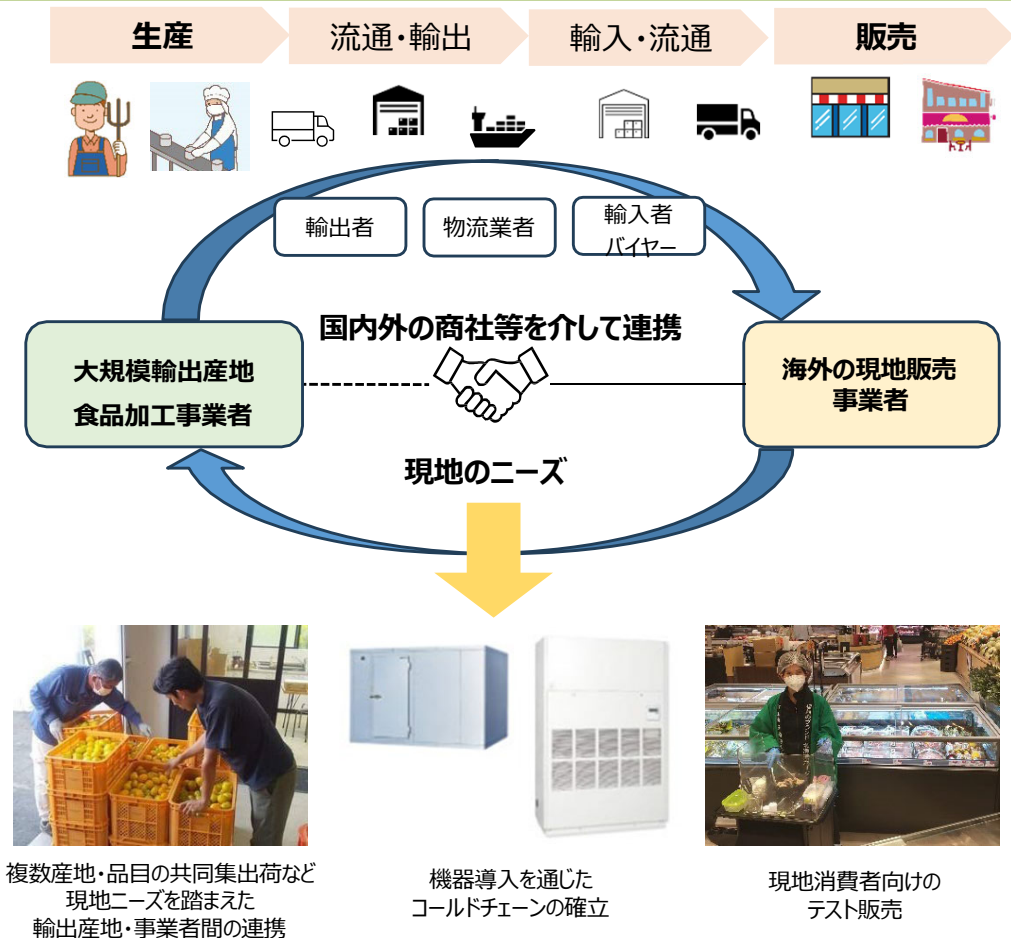 生産
流通・輸出
輸入・流通
販売
輸出者
物流業者
輸入者
バイヤー
国内外の商社等を介して連携
大規模輸出産地
食品加工事業者
海外の現地販売
事業者
現地のニーズ
複数産地・品目の共同集出荷など
現地ニーズを踏まえた
輸出産地・事業者間の連携
機器導入を通じた
コールドチェーンの確立
現地消費者向けの
テスト販売